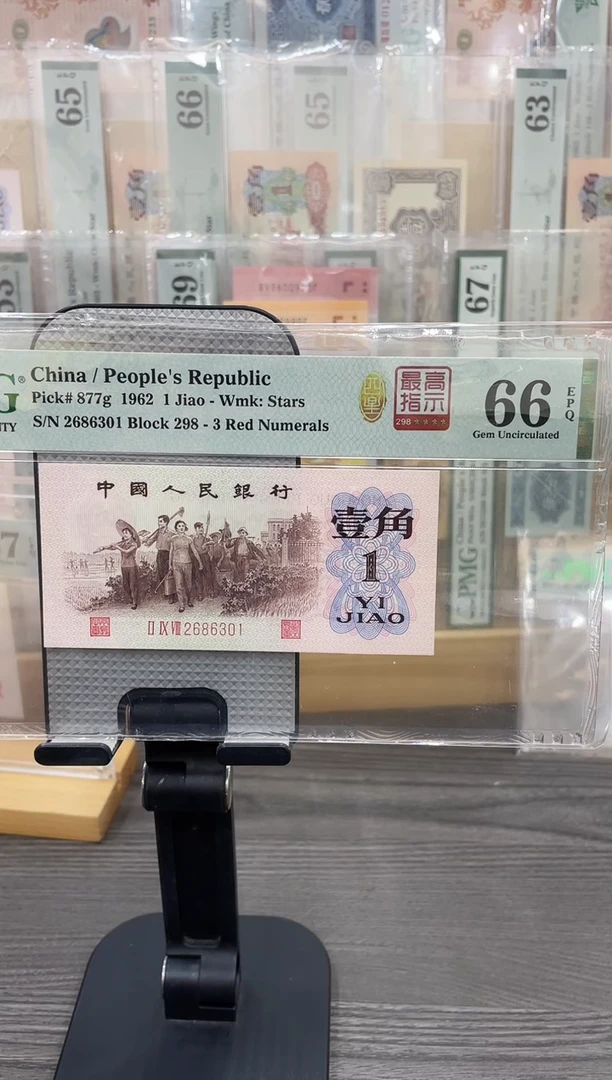 65
66
65
63
69
67
China / People's Republic
Pick# 877g 1962 1 Jiao - Wmk: Stars
S/N 2686301 Block 298 - 3 Red Numerals
最高
指示
298 ★★★★
66
EPQ
Gem Uncirculated
中國人民銀行
壹角
1
YI
JIAO
II IX VIII 2686301
PMG